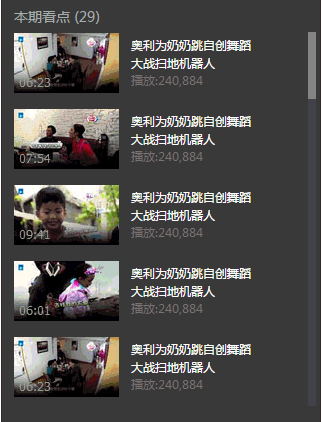 本期看点 (29)
06:23
奥利为奶奶跳自创舞蹈
大战扫地机器人
播放:240,884
07:54
奥利为奶奶跳自创舞蹈
大战扫地机器人
播放:240,884
09:41
奥利为奶奶跳自创舞蹈
大战扫地机器人
播放:240,884
06:01
奥利为奶奶跳自创舞蹈
大战扫地机器人
播放:240,884
06:23
奥利为奶奶跳自创舞蹈
大战扫地机器人
播放:240,884